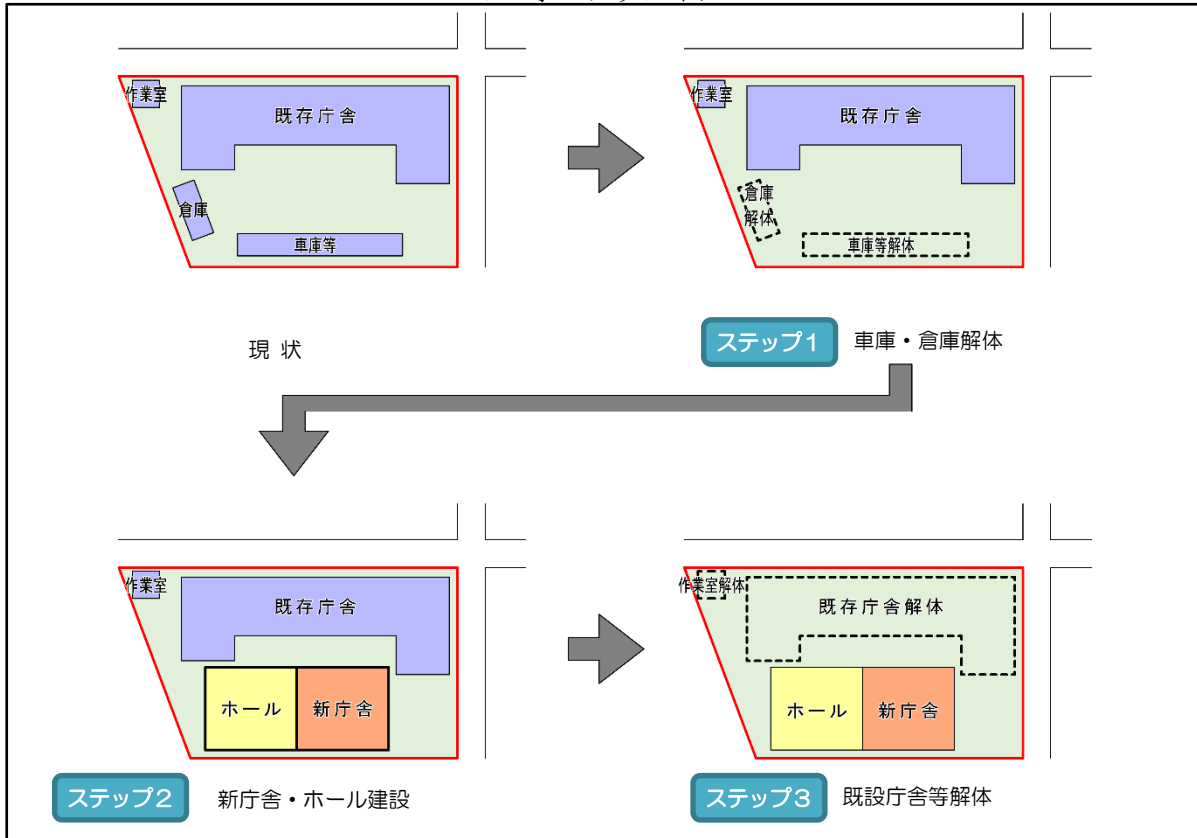 作業室
既存庁舎
倉庫
車庫等
現 状
作業室
既存庁舎
倉庫
解体
車庫等解体
ステップ1
車庫・倉庫解体
作業室
既存庁舎
ホール
新庁舎
ステップ2
新庁舎・ホール建設
作業室解体
既存庁舎解体
ホール
新庁舎
ステップ3
既設庁舎等解体